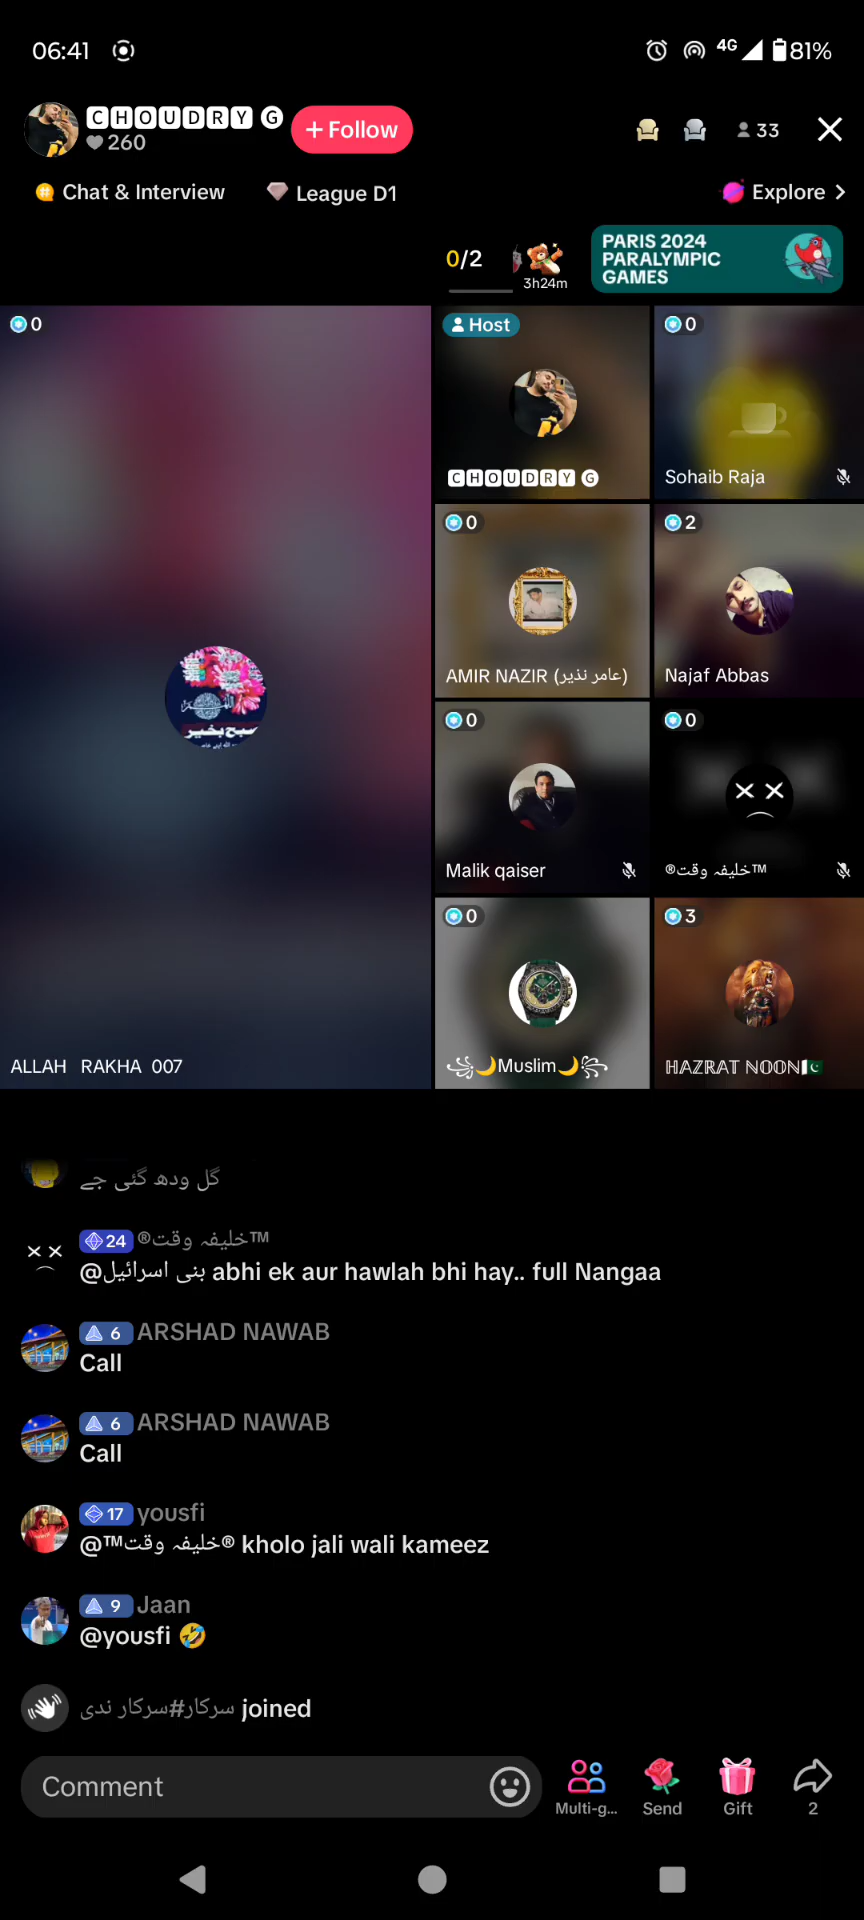 06:41
4G 81%
🅲🅷🅾🆄🅳🆁🆈 🅖
260
+ Follow
33
Chat & Interview
League D1
Explore
0/2
3h24m
PARIS 2024
PARALYMPIC
GAMES
0
Host
🅲🅷🅾🆄🅳🆁🆈 🅖
0
Sohaib Raja
0
AMIR NAZIR (عامر نذیر)
2
Najaf Abbas
0
Malik qaiser
0
®خلیفہ وقت™
0
꧁🌙Muslim🌙꧂
3
ℍ𝔸ℤℝ𝔸𝕋 ℕ𝕆𝕆ℕ🇵🇰
صبح بخیر
ALLAH RAKHA 007
گل ودھ گئی جے
24 ®خلیفہ وقت™
@بنی اسرائیل abhi ek aur hawlah bhi hay.. full Nangaa
6 ARSHAD NAWAB
Call
6 ARSHAD NAWAB
Call
17 yousfi
@™خلیفہ وقت® kholo jali wali kameez
9 Jaan
@yousfi 🤣
سرکار#سرکار ندی joined
Comment
Multi-g...
Send
Gift
2